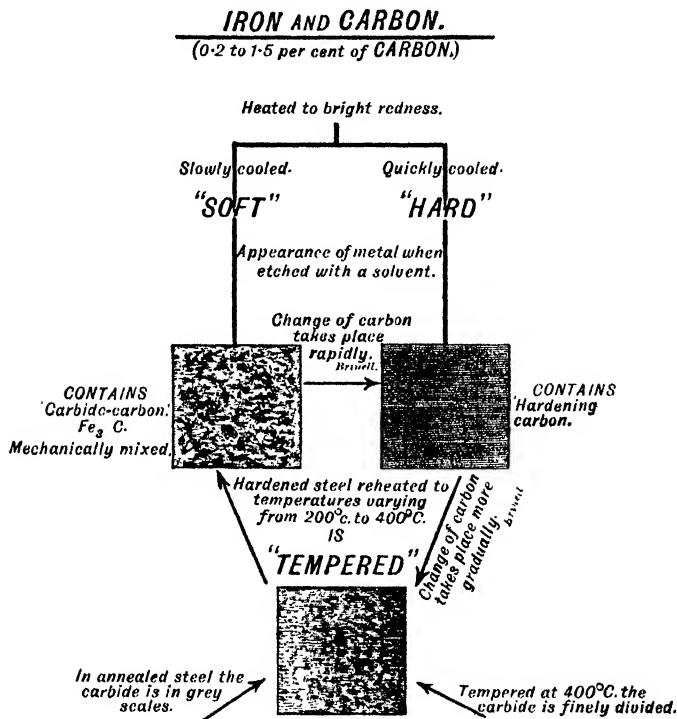 IRON AND CARBON.
(0·2 to 1·5 per cent of CARBON.)
Heated to bright redness.
Slowly cooled.
Quickly cooled.
"SOFT"
"HARD"
Appearance of metal when
etched with a solvent.
Change of carbon
takes place
rapidly.
Brinell.
CONTAINS
'Carbide-carbon.'
Fe3 C.
Mechanically mixed.
CONTAINS
'Hardening
carbon.
Hardened steel reheated to
temperatures varying
from 200°c. to 400°C.
IS
"TEMPERED"
Change of carbon
takes place more
gradually.
Brinell
In annealed steel the
carbide is in grey
scales.
Tempered at 400°C. the
carbide is finely divided.